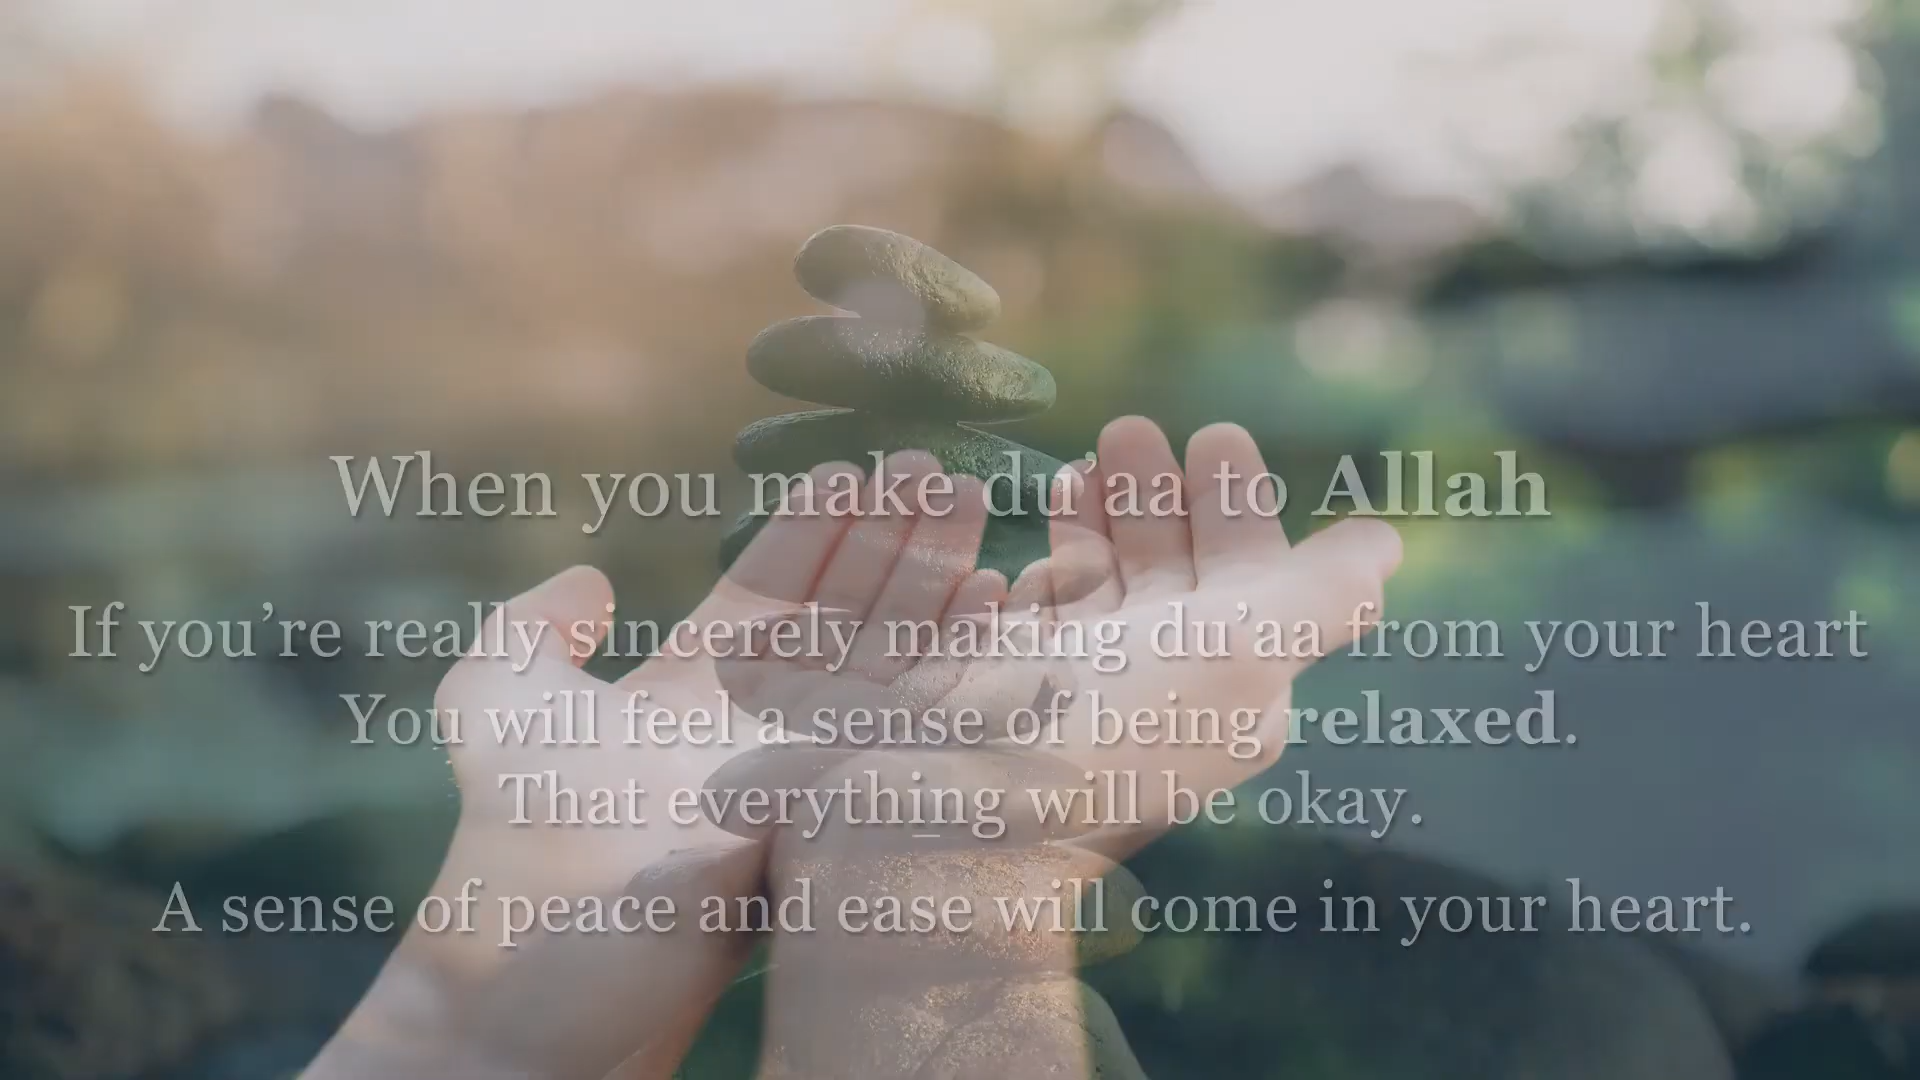 When you make du’aa to Allah
If you’re really sincerely making du’aa from your heart
You will feel a sense of being relaxed.
That everything will be okay.
A sense of peace and ease will come in your heart.